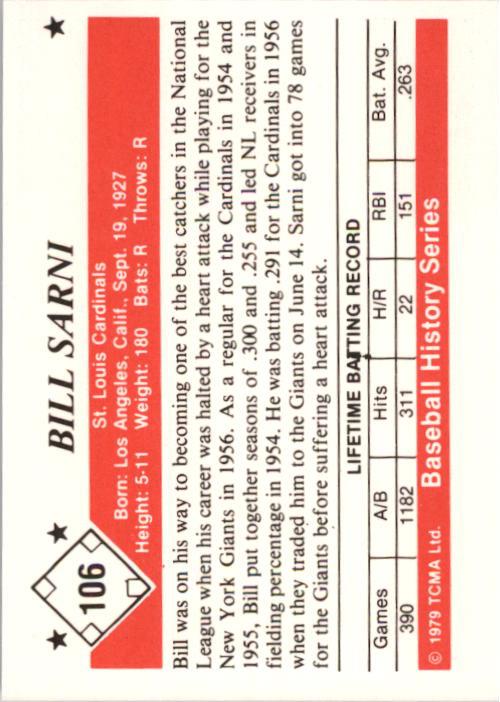 106
BILL SARNI
St. Louis Cardinals
Born: Los Angeles, Calif., Sept. 19, 1927
Height: 5-11 Weight: 180 Bats: R Throws: R
Bill was on his way to becoming one of the best catchers in the National
League when his career was halted by a heart attack while playing for the
New York Giants in 1956. As a regular for the Cardinals in 1954 and
1955, Bill put together seasons of .300 and .255 and led NL receivers in
fielding percentage in 1954. He was batting .291 for the Cardinals in 1956
when they traded him to the Giants on June 14. Sarni got into 78 games
for the Giants before suffering a heart attack.
LIFETIME BATTING RECORD
Games A/B Hits H/R RBI Bat. Avg.
390 1182 311 22 151 .263
© 1979 TCMA Ltd. Baseball History Series